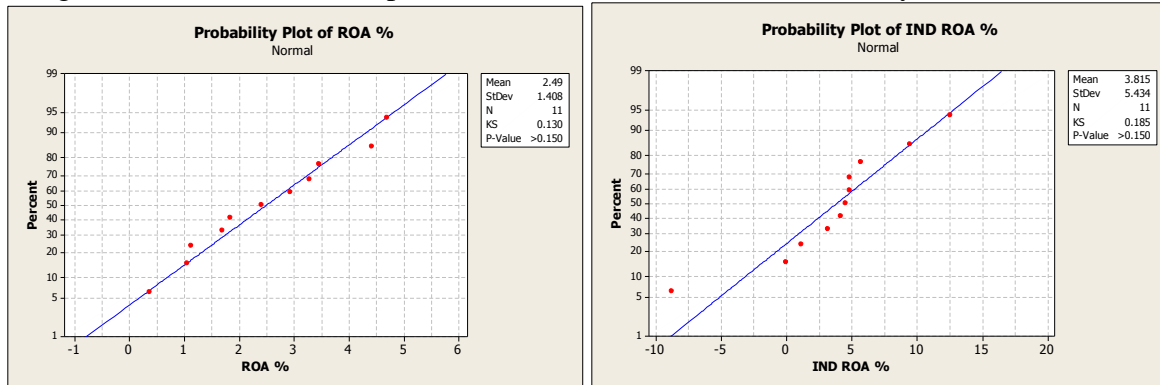 Probability Plot of ROA %
Normal
Mean 2.49
StDev 1.408
N 11
KS 0.130
P-Value >0.150
99
95
90
80
70
60
50
40
30
20
10
5
1
Percent
-1 0 1 2 3 4 5 6
ROA %
Probability Plot of IND ROA %
Normal
Mean 3.815
StDev 5.434
N 11
KS 0.185
P-Value >0.150
99
95
90
80
70
60
50
40
30
20
10
5
1
Percent
-10 -5 0 5 10 15 20
IND ROA %